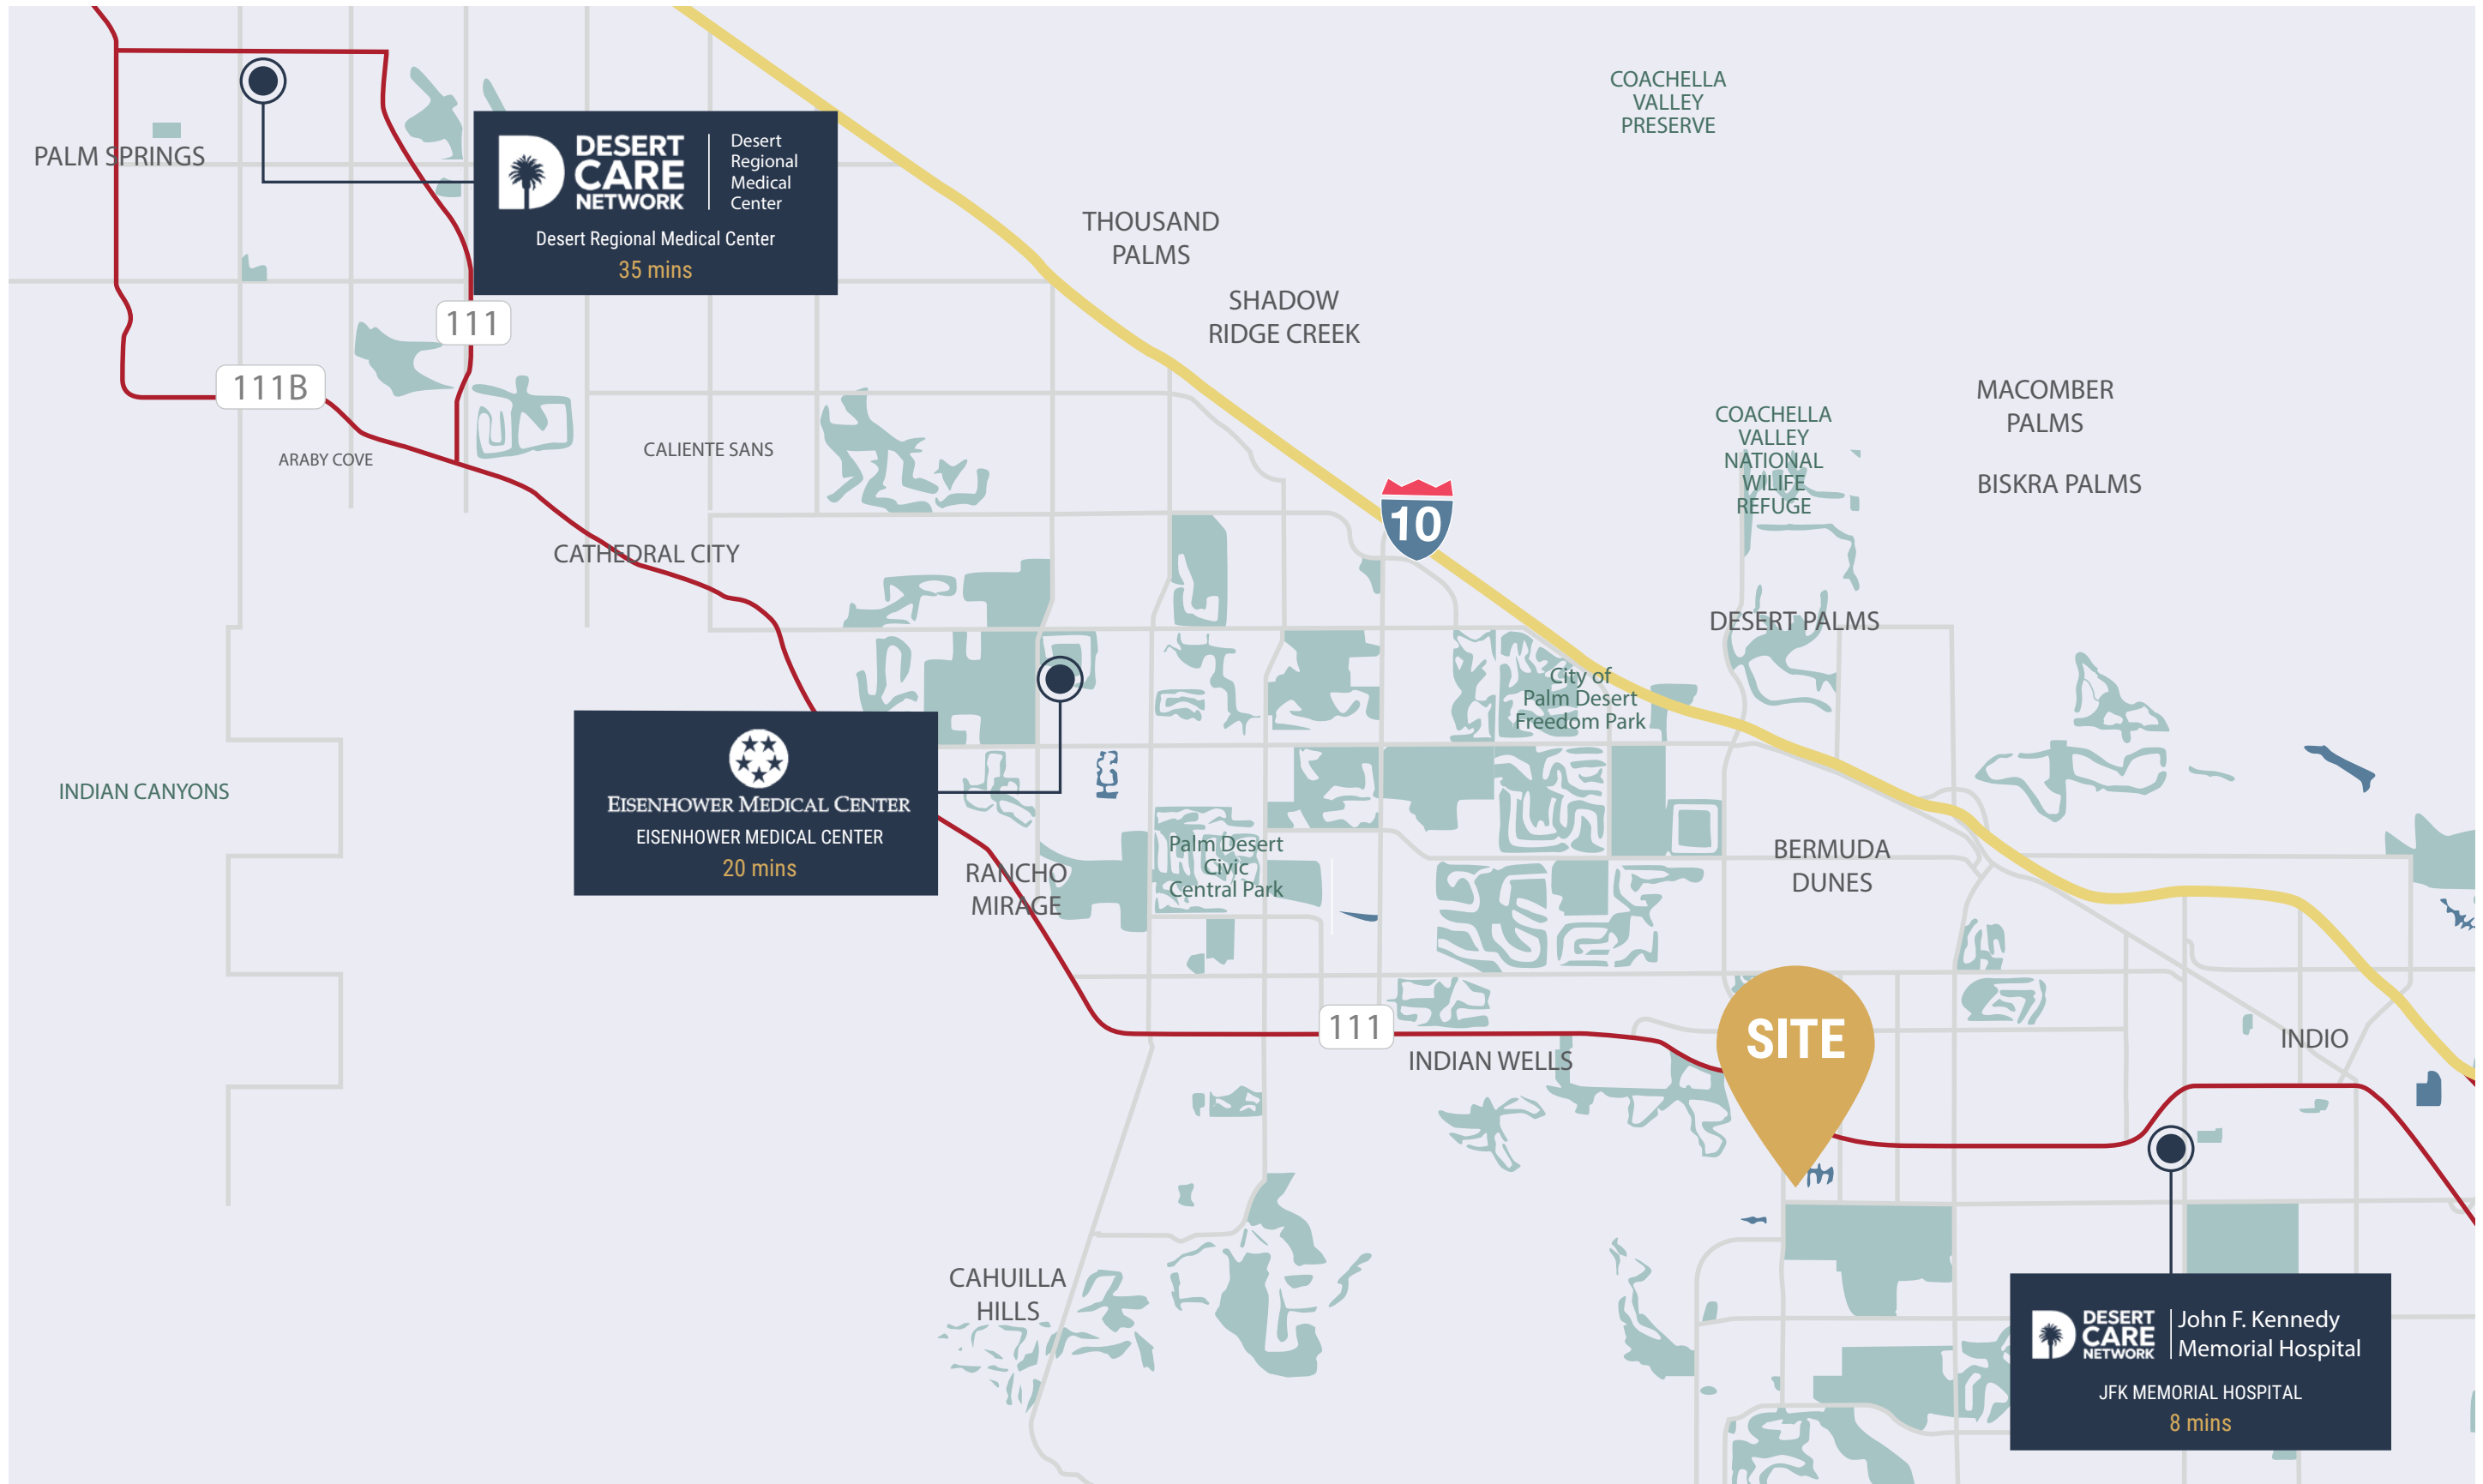 COACHELLA
VALLEY
PRESERVE
PALM SPRINGS
DESERT
CARE
NETWORK
Desert
Regional
Medical
Center
Desert Regional Medical Center
35 mins
THOUSAND
PALMS
SHADOW
RIDGE CREEK
111
111B
MACOMBER
PALMS
COACHELLA
VALLEY
NATIONAL
WILIFE
REFUGE
BISKRA PALMS
ARABY COVE
CALIENTE SANS
10
CATHEDRAL CITY
DESERT PALMS
City of
Palm Desert
Freedom Park
EISENHOWER MEDICAL CENTER
EISENHOWER MEDICAL CENTER
20 mins
INDIAN CANYONS
Palm Desert
Civic
Central Park
RANCHO
MIRAGE
BERMUDA
DUNES
111
SITE
INDIAN WELLS
INDIO
CAHUILLA
HILLS
DESERT
CARE
NETWORK
John F. Kennedy
Memorial Hospital
JFK MEMORIAL HOSPITAL
8 mins